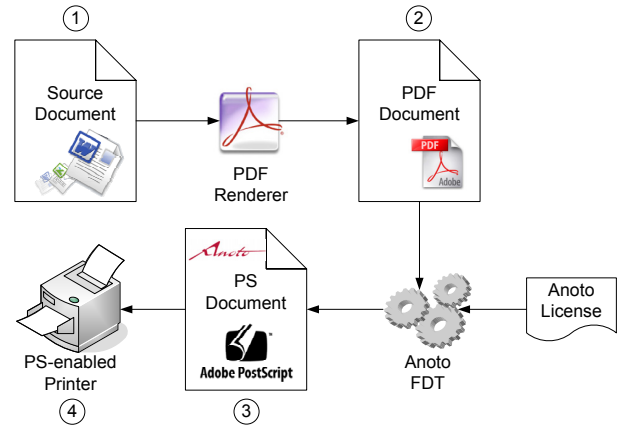 1
2
Source
Document
W
PDF
Renderer
PDF
Document
PDF
Adobe
Anoto
PS
Document
Adobe PostScript
Anoto
FDT
Anoto
License
PS-enabled
Printer
4
3